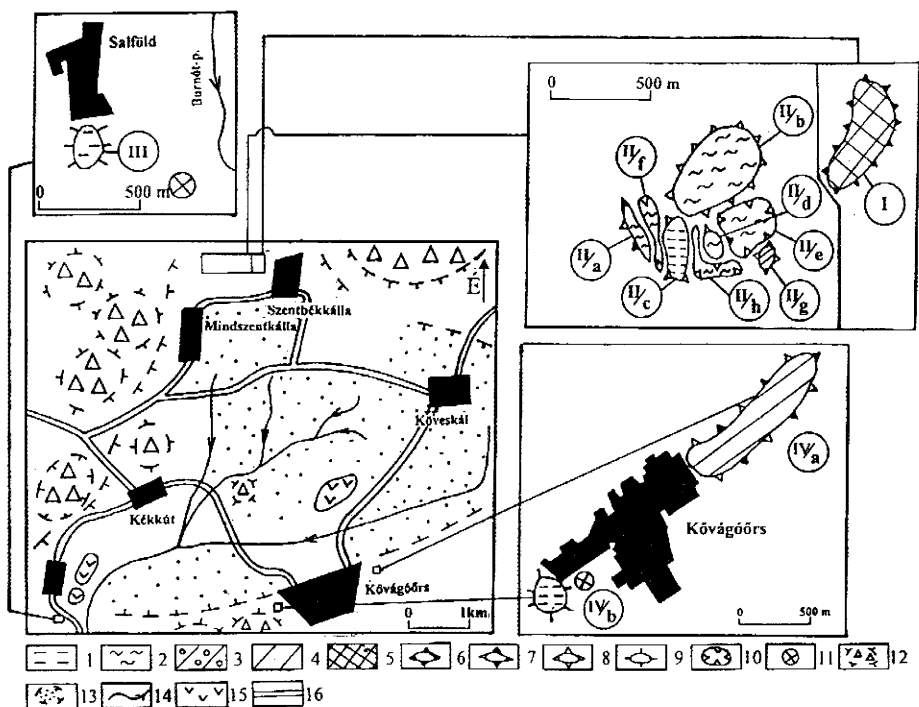 Salföld
Burnót-p.
III
0 500 m
0 500 m
II/b
II/f
II/d
I
II/a
II/e
II/c
II/h
II/g
É
Szentbékkálla
Mindszentkálla
Köveskál
Kékkút
Kővágóőrs
0 1km
IV/a
Kővágóőrs
IV/b
0 500 m
1 2 3 4 5 6 7 8 9 10 11 12
13 14 15 16